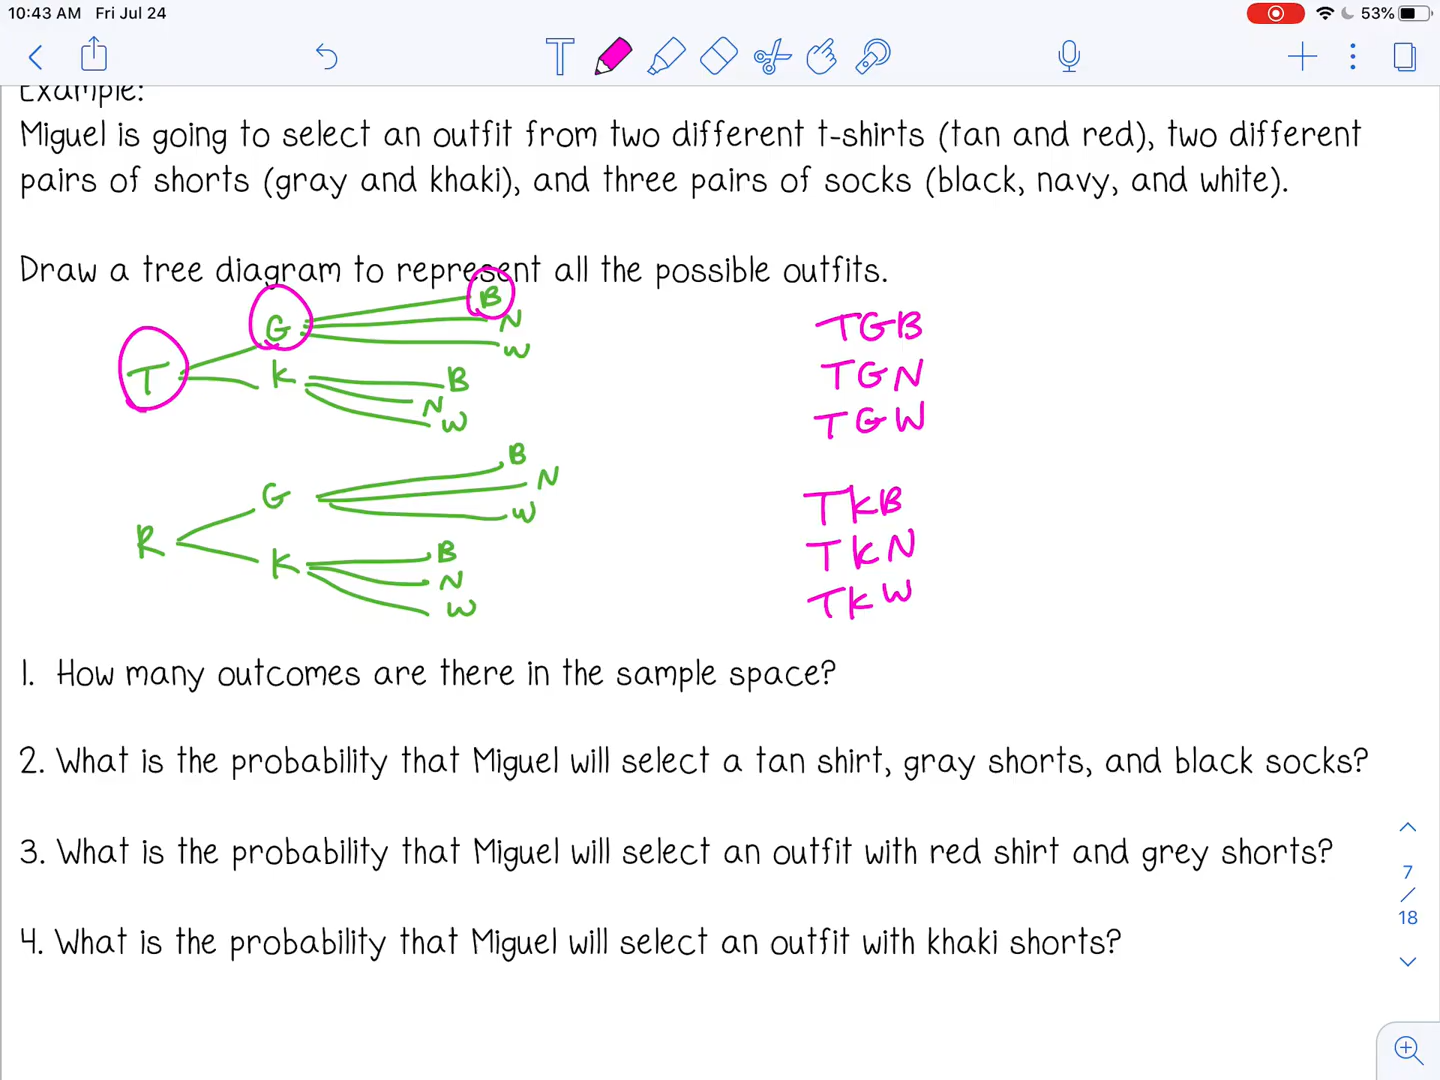 10:43 AM Fri Jul 24
53%
Example:
Miguel is going to select an outfit from two different t-shirts (tan and red), two different
pairs of shorts (gray and khaki), and three pairs of socks (black, navy, and white).
Draw a tree diagram to represent all the possible outfits.
T
G
B
N
W
K
B
N
W
R
G
B
N
W
K
B
N
W
TGB
TGN
TGW
TKB
TKN
TKW
1. How many outcomes are there in the sample space?
2. What is the probability that Miguel will select a tan shirt, gray shorts, and black socks?
3. What is the probability that Miguel will select an outfit with red shirt and grey shorts?
4. What is the probability that Miguel will select an outfit with khaki shorts?
7
/
18